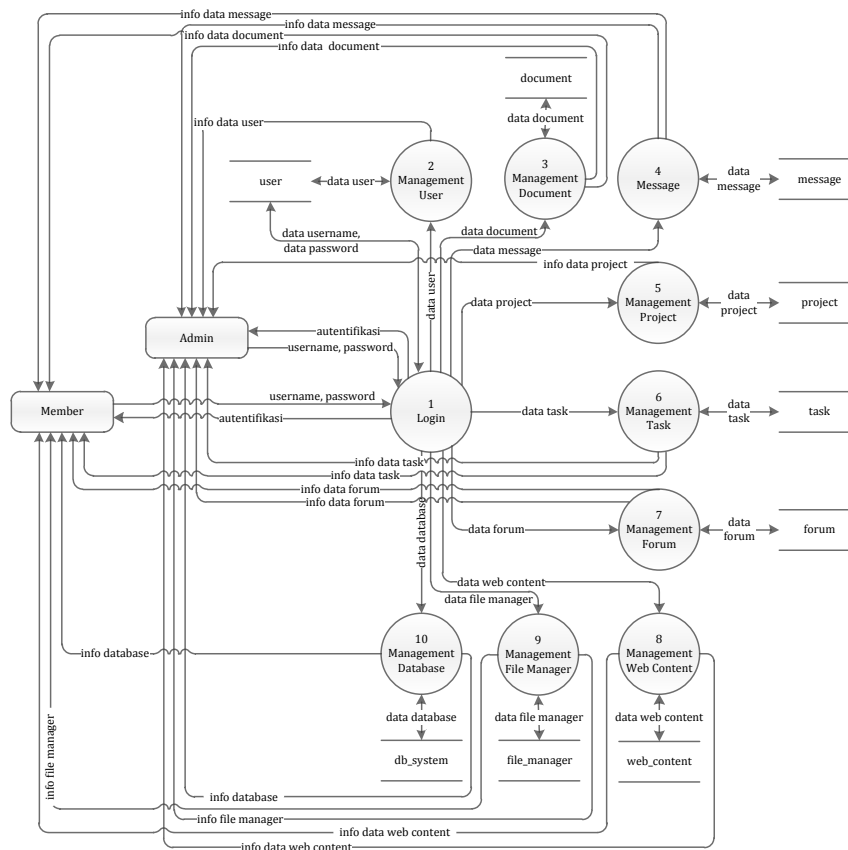 info data message
info data message
info data document
info data  document
document
data document
info data user
2
Management
User
3
Management
Document
4
Message
data
message
message
user
data user
data username,
data password
data document
data message
data user
info data project
5
Management
Project
data
project
project
data project
Admin
autentifikasi
username, password
Member
username, password
autentifikasi
1
Login
data task
6
Management
Task
data
task
task
info data task
info data task
info data forum
info data forum
data database
data forum
7
Management
Forum
data
forum
forum
data web content
data file manager
10
Management
Database
9
Management
File Manager
8
Management
Web Content
info database
info file manager
data database
data file manager
data web content
db_system
file_manager
web_content
info database
info file manager
info data web content
info data web content